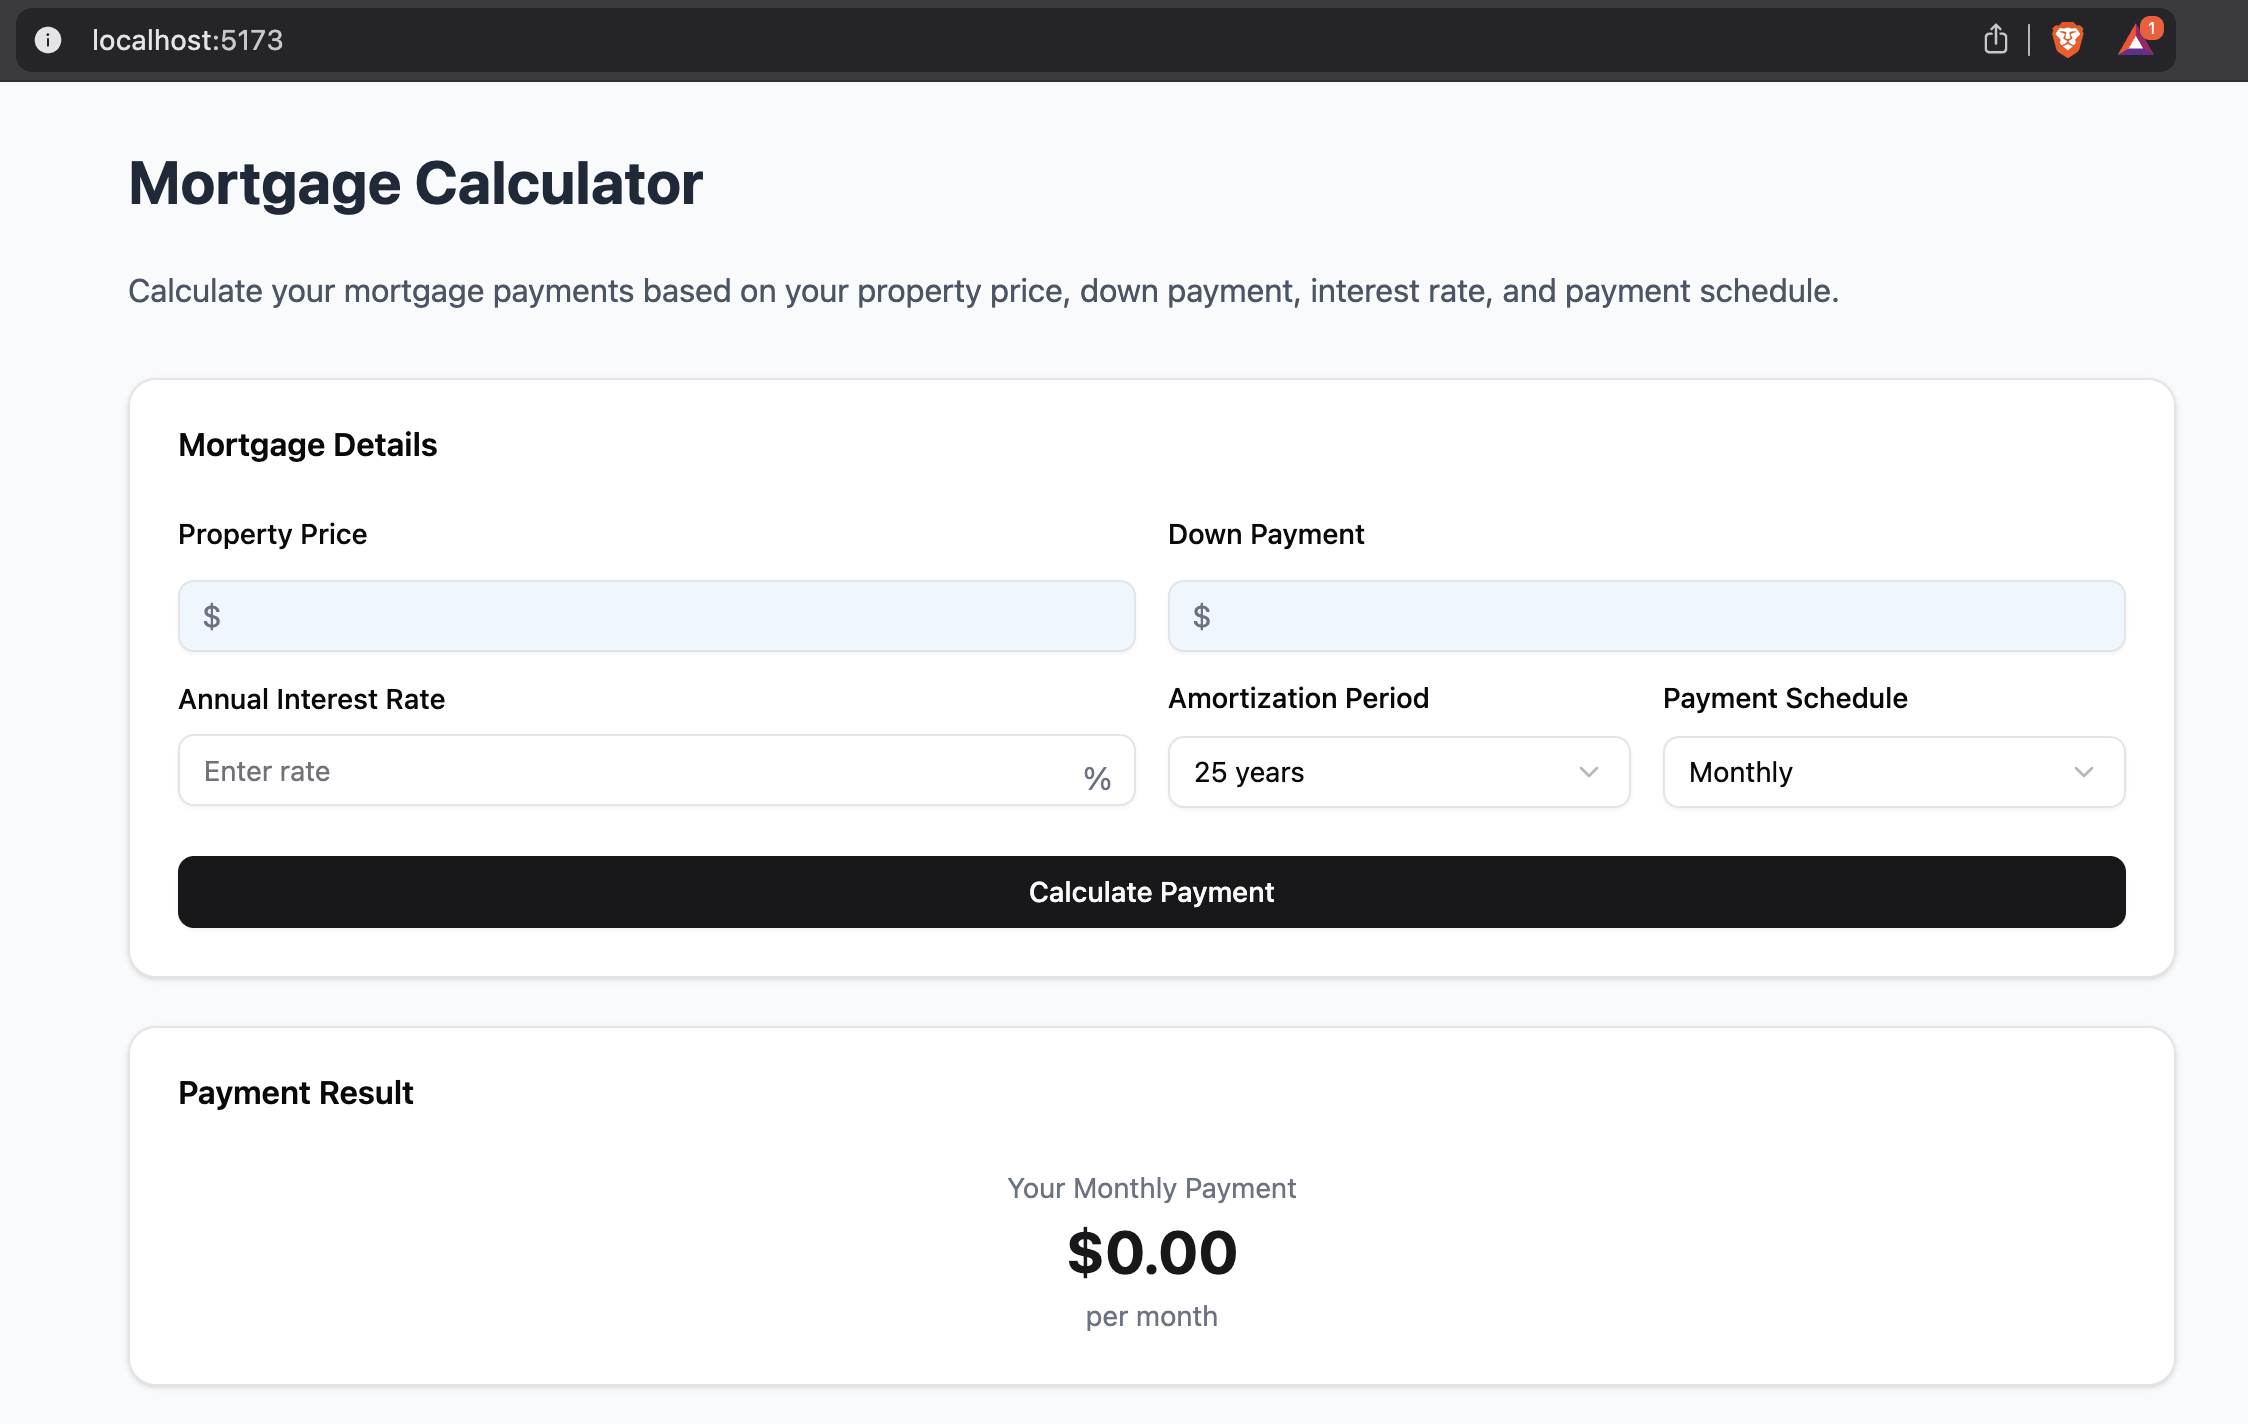 localhost:5173
1
Mortgage Calculator
Calculate your mortgage payments based on your property price, down payment, interest rate, and payment schedule.
Mortgage Details
Property Price
Down Payment
$
$
Annual Interest Rate
Amortization Period
Payment Schedule
Enter rate
%
25 years
Monthly
Calculate Payment
Payment Result
Your Monthly Payment
$0.00
per month